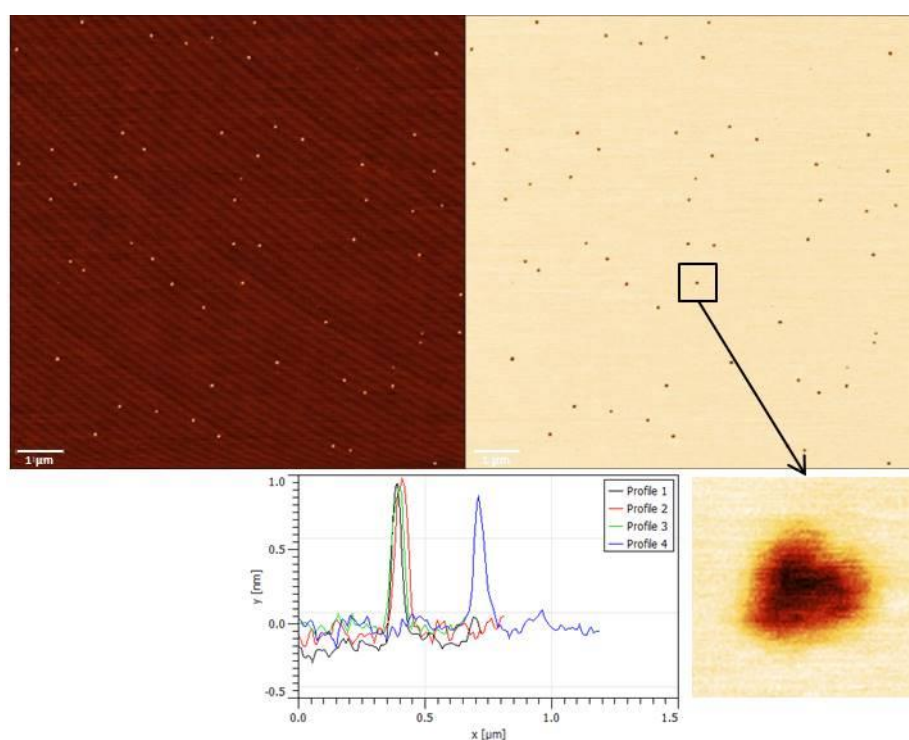 1 μm
1 μm
1.0
0.5
0.0
-0.5
y [nm]
0.0
0.5
1.0
1.5
x [μm]
Profile 1
Profile 2
Profile 3
Profile 4